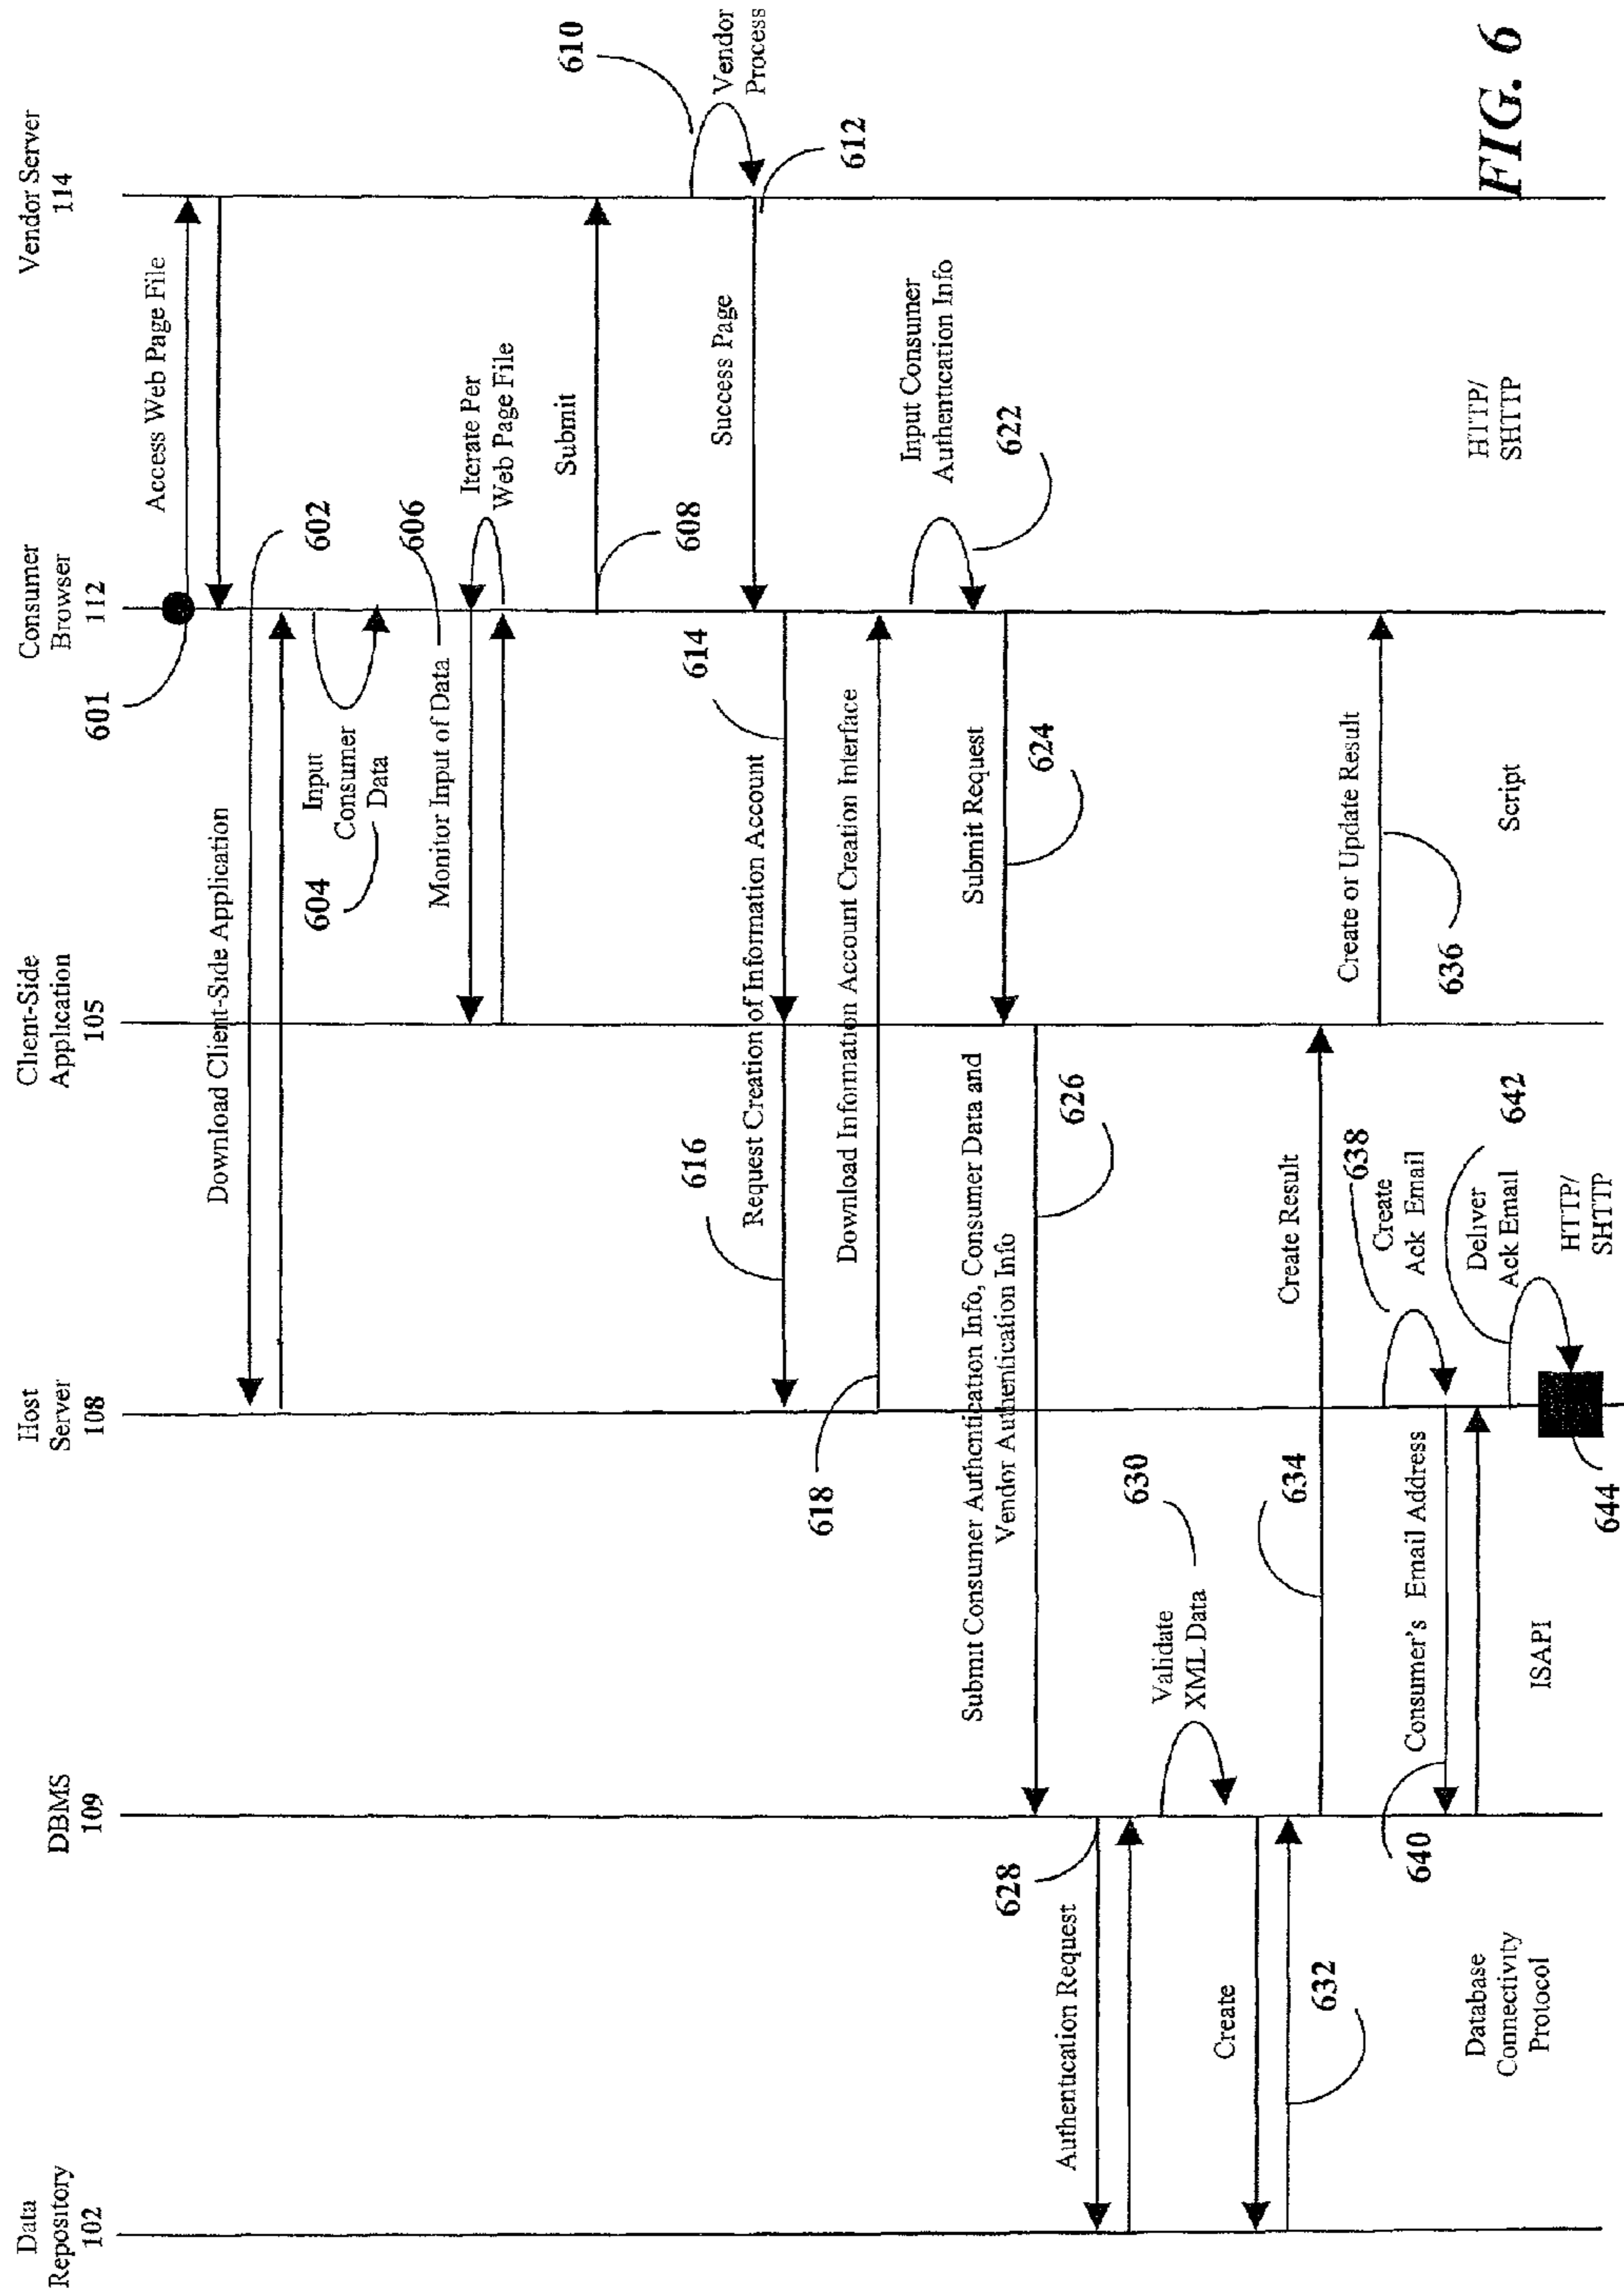 Data
Repository
102
DBMS
109
Host
Server
108
Client-Side
Application
105
Consumer
Browser
112
Vendor Server
114
601
Access Web Page File
Download Client-Side Application
602
Input
Consumer
Data
604
606
Monitor Input of Data
Iterate Per
Web Page File
Submit
608
610
Vendor
Process
612
Success Page
614
616
Request Creation of Information Account
Download Information Account Creation Interface
618
Input Consumer
Authentication Info
622
Submit Request
624
Submit Consumer Authentication Info, Consumer Data and
Vendor Authentication Info
626
628
Authentication Request
Validate
XML Data
630
Create
632
634
Create Result
Create or Update Result
636
638
Create
Ack Email
Consumer's Email Address
640
Deliver
Ack Email
642
644
Database
Connectivity
Protocol
ISAPI
HTTP/
SHTTP
Script
HTTP/
SHTTP
FIG. 6